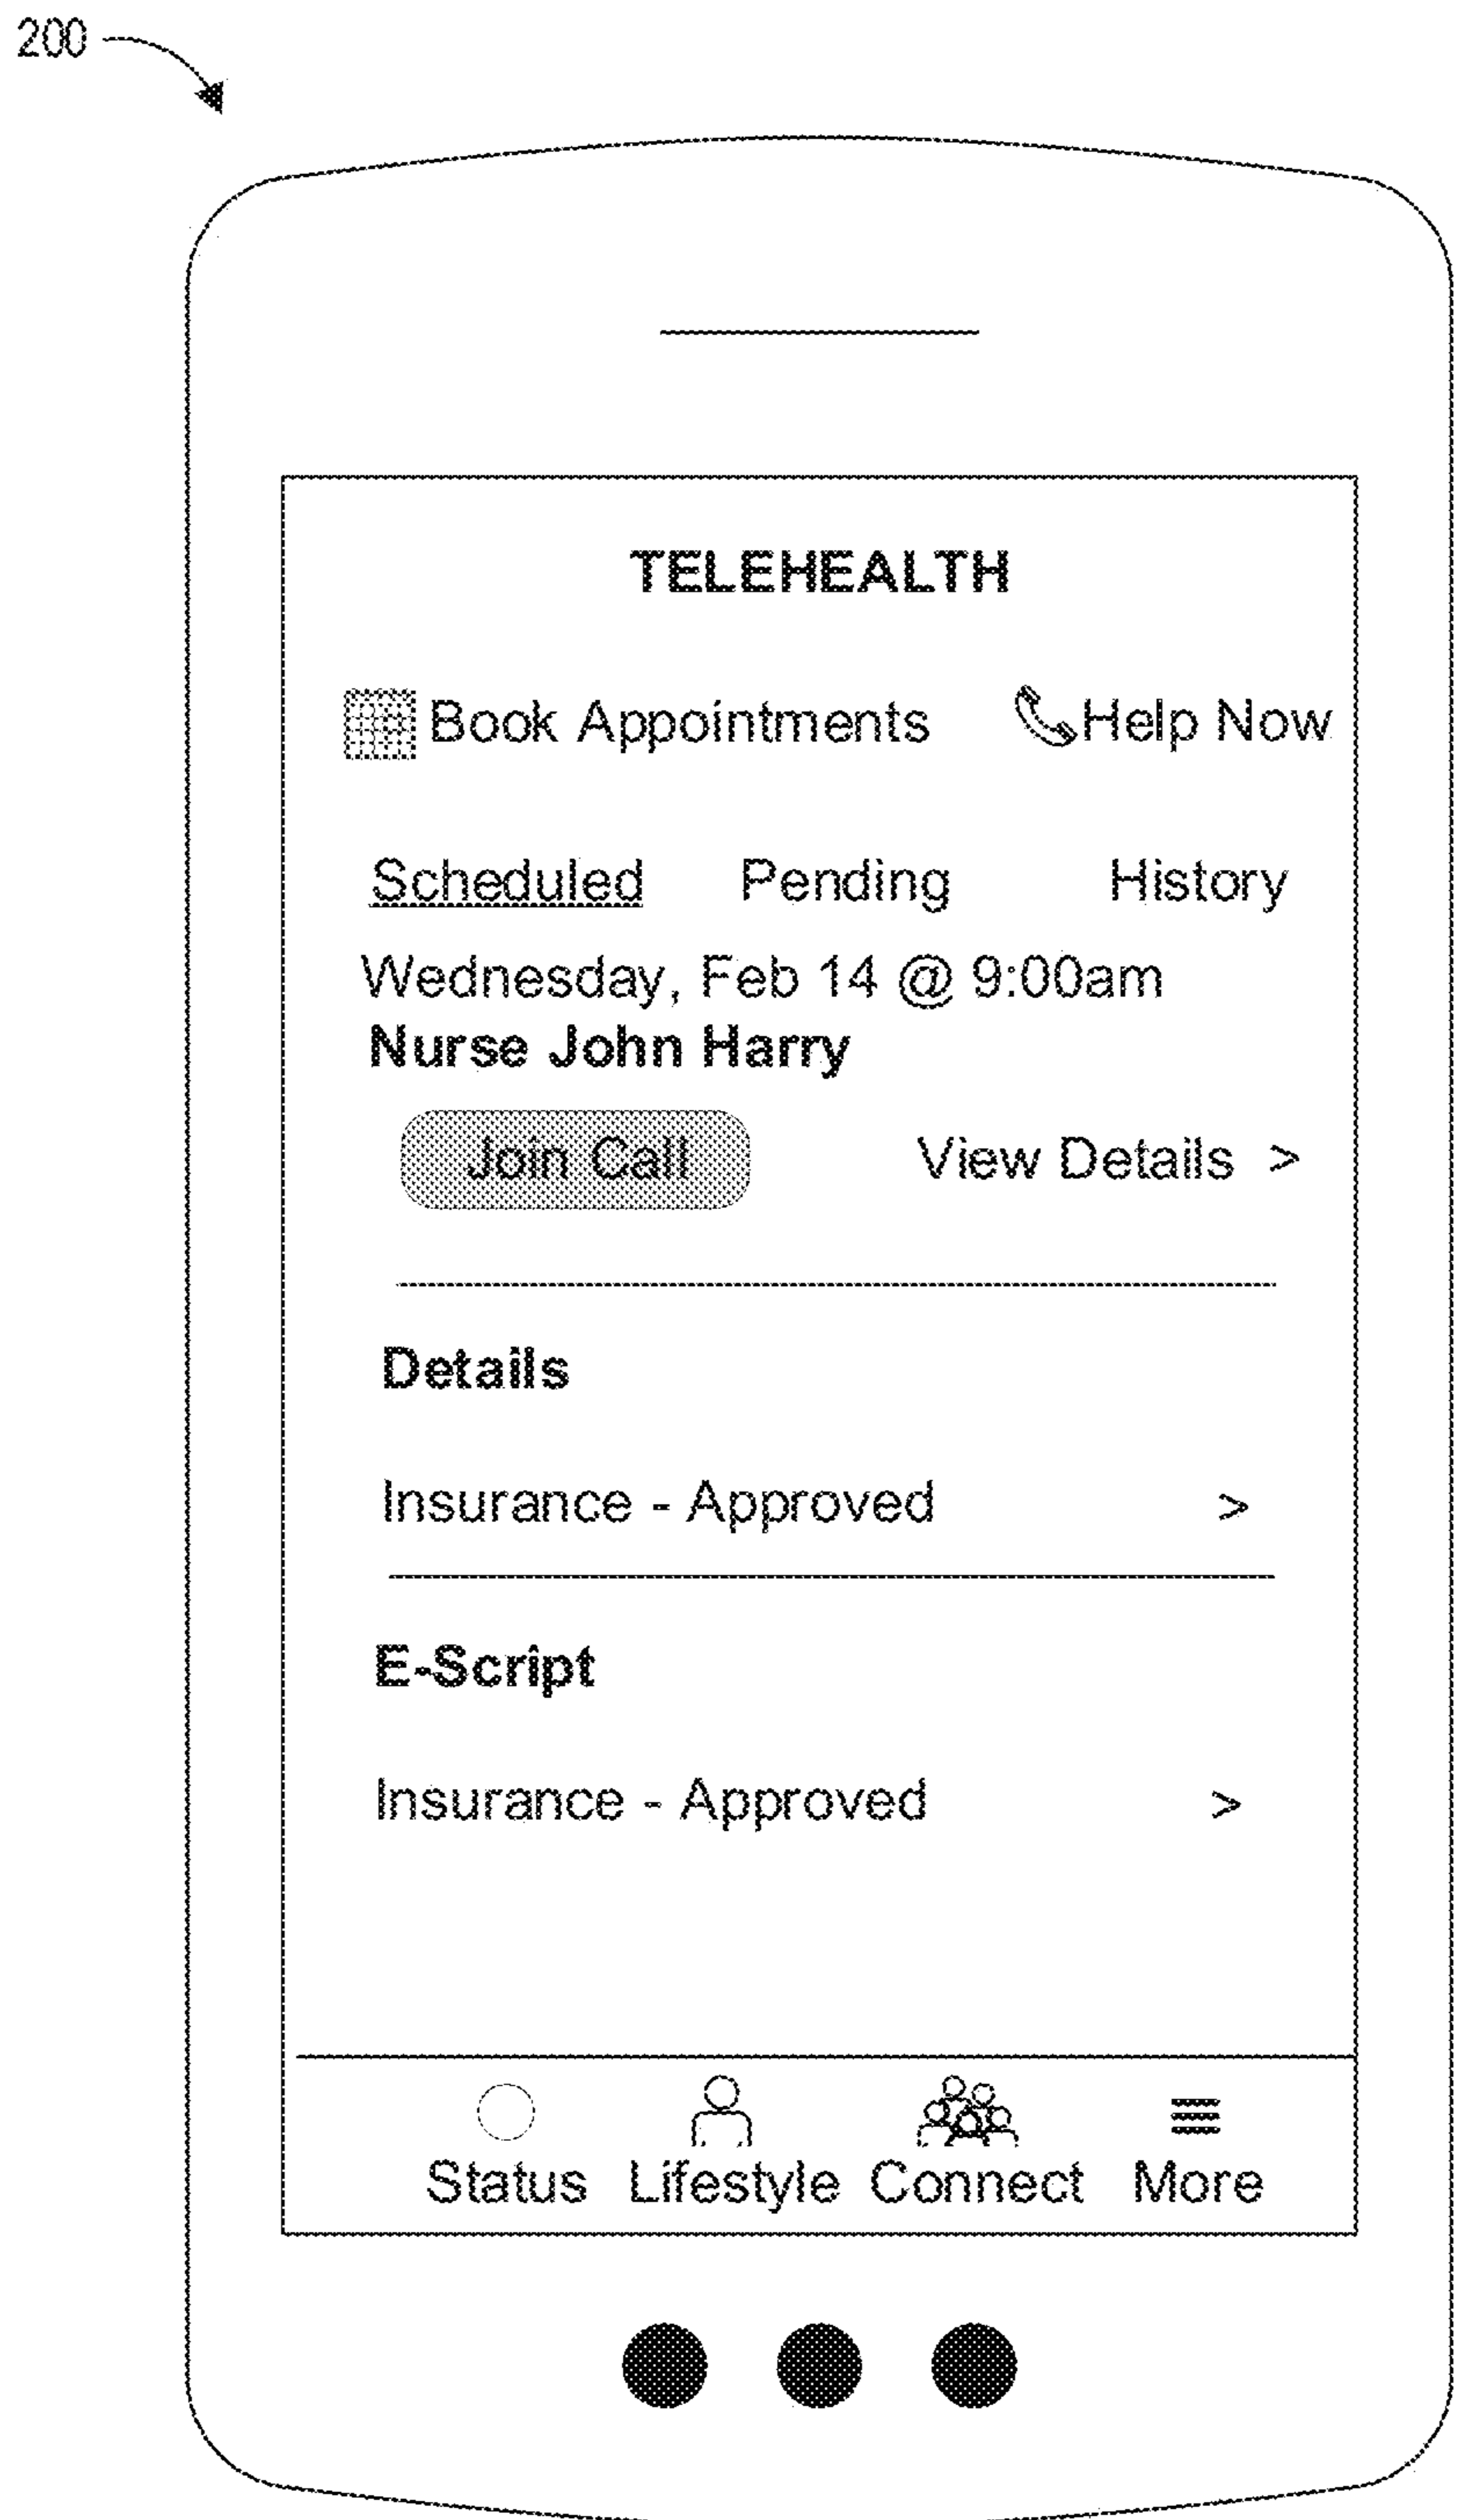 200
TELEHEALTH
Book Appointments Help Now
Scheduled Pending History
Wednesday, Feb 14 @ 9:00am
Nurse John Harry
Join Call View Details >
Details
Insurance - Approved >
E-Script
Insurance - Approved >
Status Lifestyle Connect More